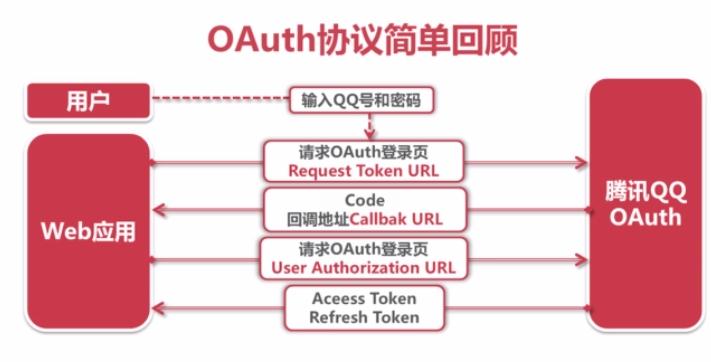 OAuth协议简单回顾
用户
输入QQ号和密码
请求OAuth登录页
Request Token URL
Code
回调地址Callbak URL
Web应用
腾讯QQ
OAuth
请求OAuth登录页
User Authorization URL
Aceess Token
Refresh Token